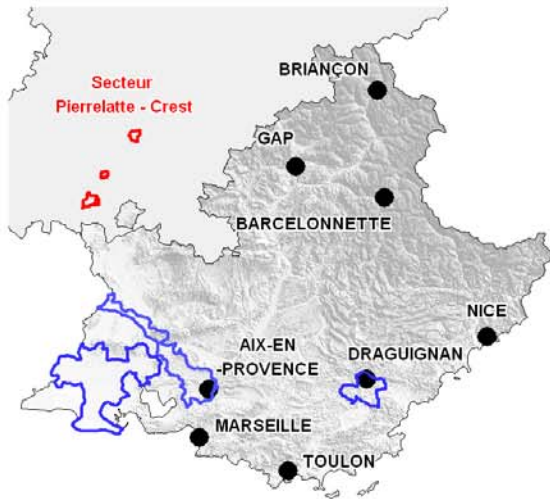 BRIANÇON
Secteur
Pierrelatte - Crest
GAP
BARCELONNETTE
NICE
AIX-EN
-PROVENCE
DRAGUIGNAN
MARSEILLE
TOULON